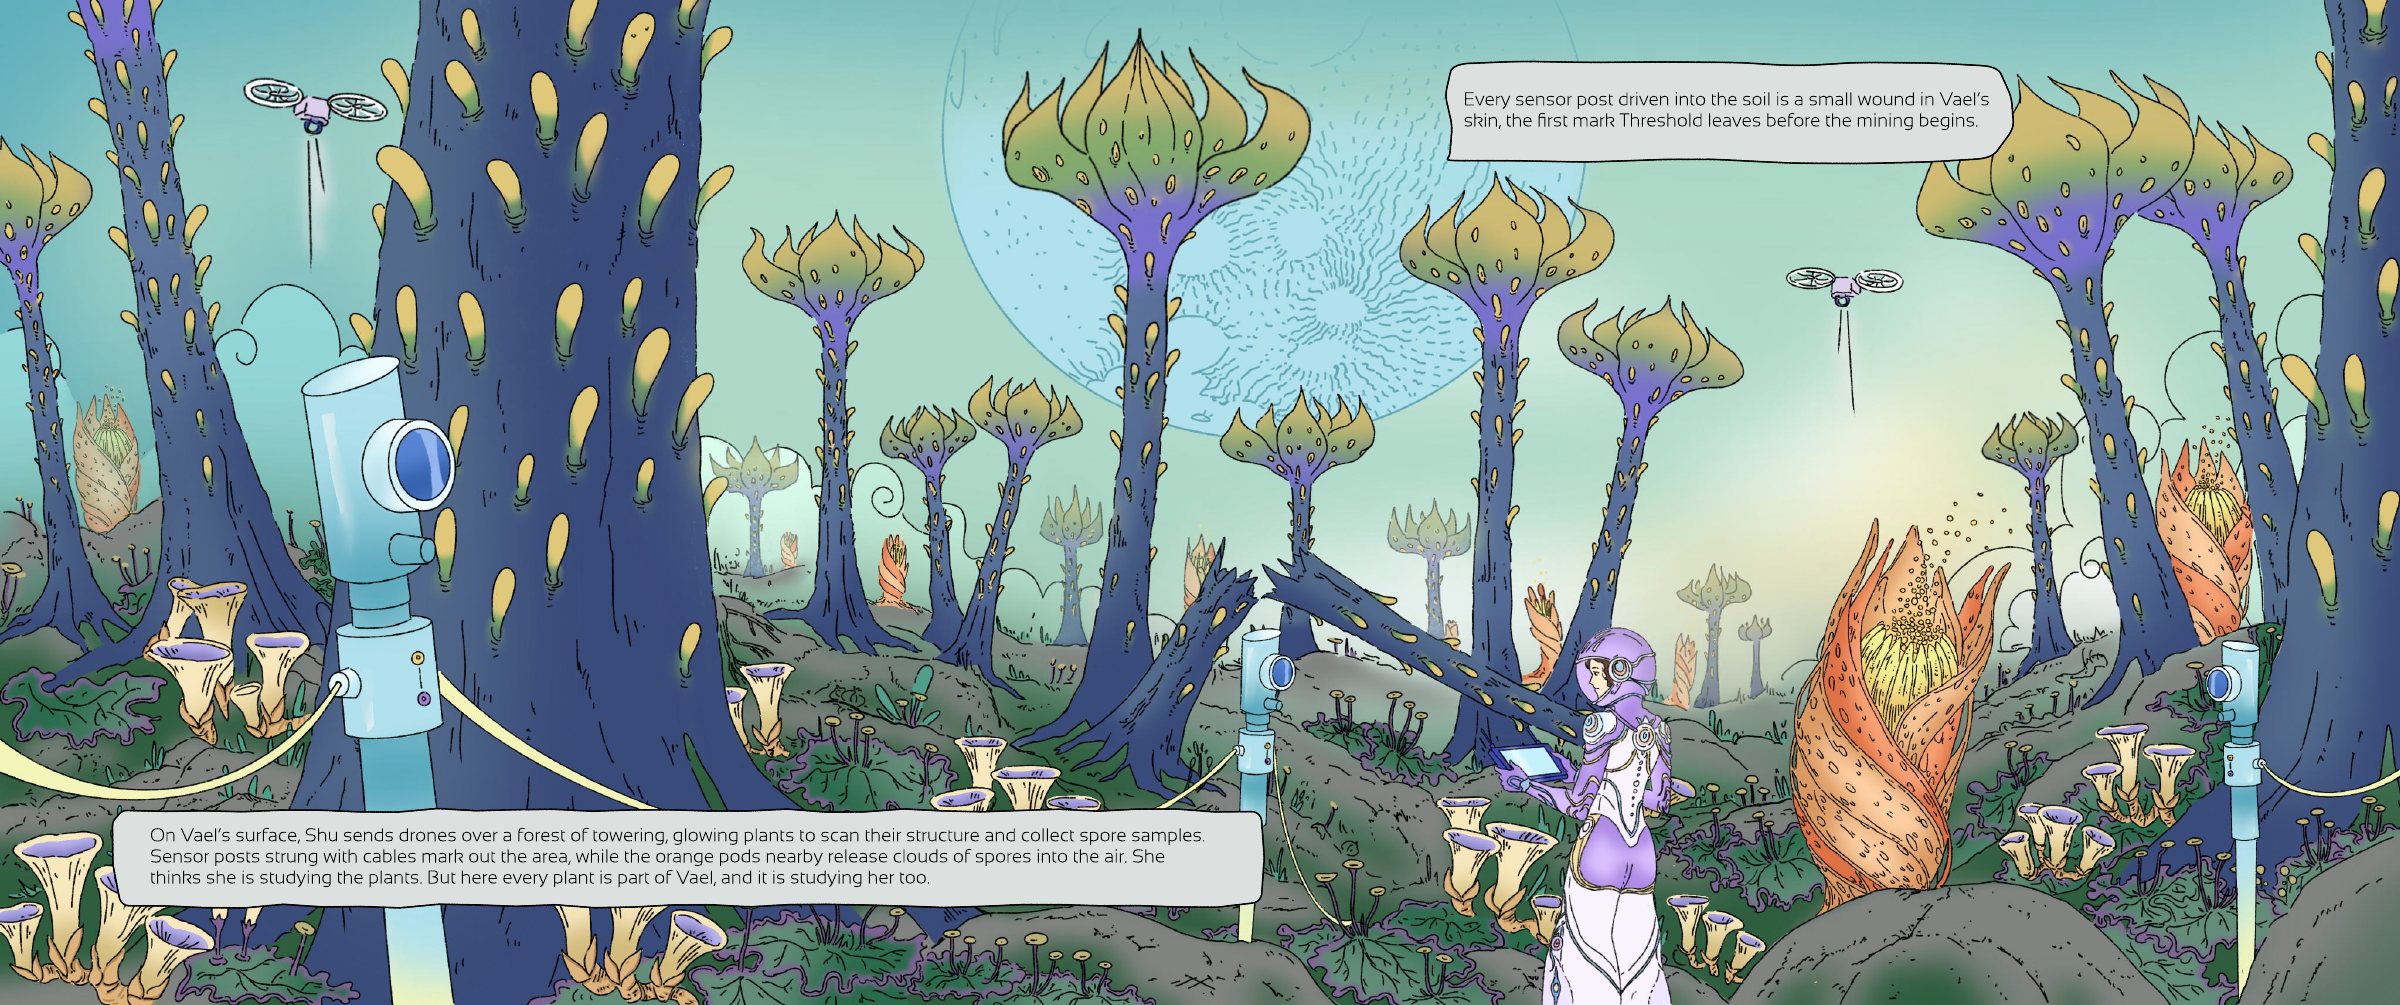 Every sensor post driven into the soil is a small wound in Vael's
skin, the first mark Threshold leaves before the mining begins.
On Vael's surface, Shu sends drones over a forest of towering, glowing plants to scan their structure and collect spore samples.
Sensor posts strung with cables mark out the area, while the orange pods nearby release clouds of spores into the air. She
thinks she is studying the plants. But here every plant is part of Vael, and it is studying her too.